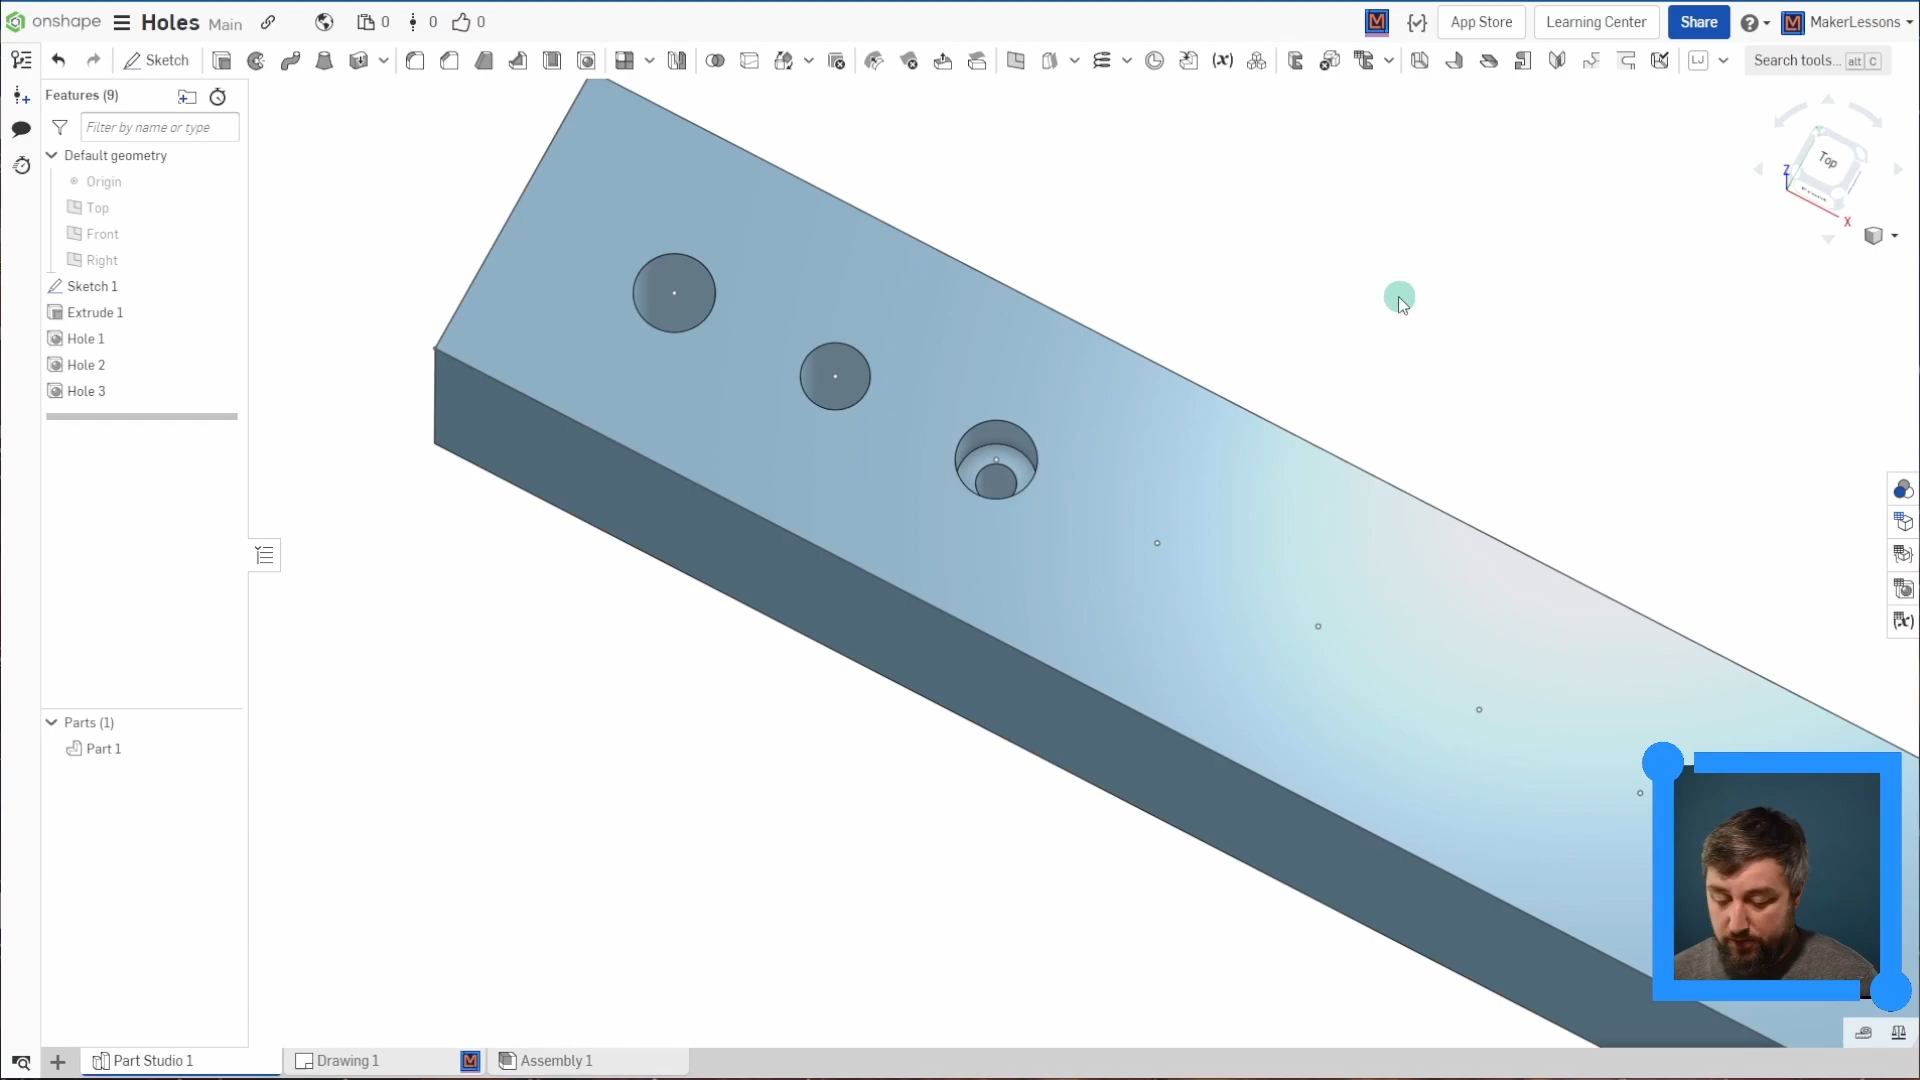 onshape Holes Main 0 0 0 App Store Learning Center Share MakerLessons
Sketch (x) LJ Search tools... alt C
Features (9)
Filter by name or type
Default geometry
Origin
Top
Front
Right
Sketch 1
Extrude 1
Hole 1
Hole 2
Hole 3
Top
Z
X
(x)
Parts (1)
Part 1
Part Studio 1 Drawing 1 Assembly 1